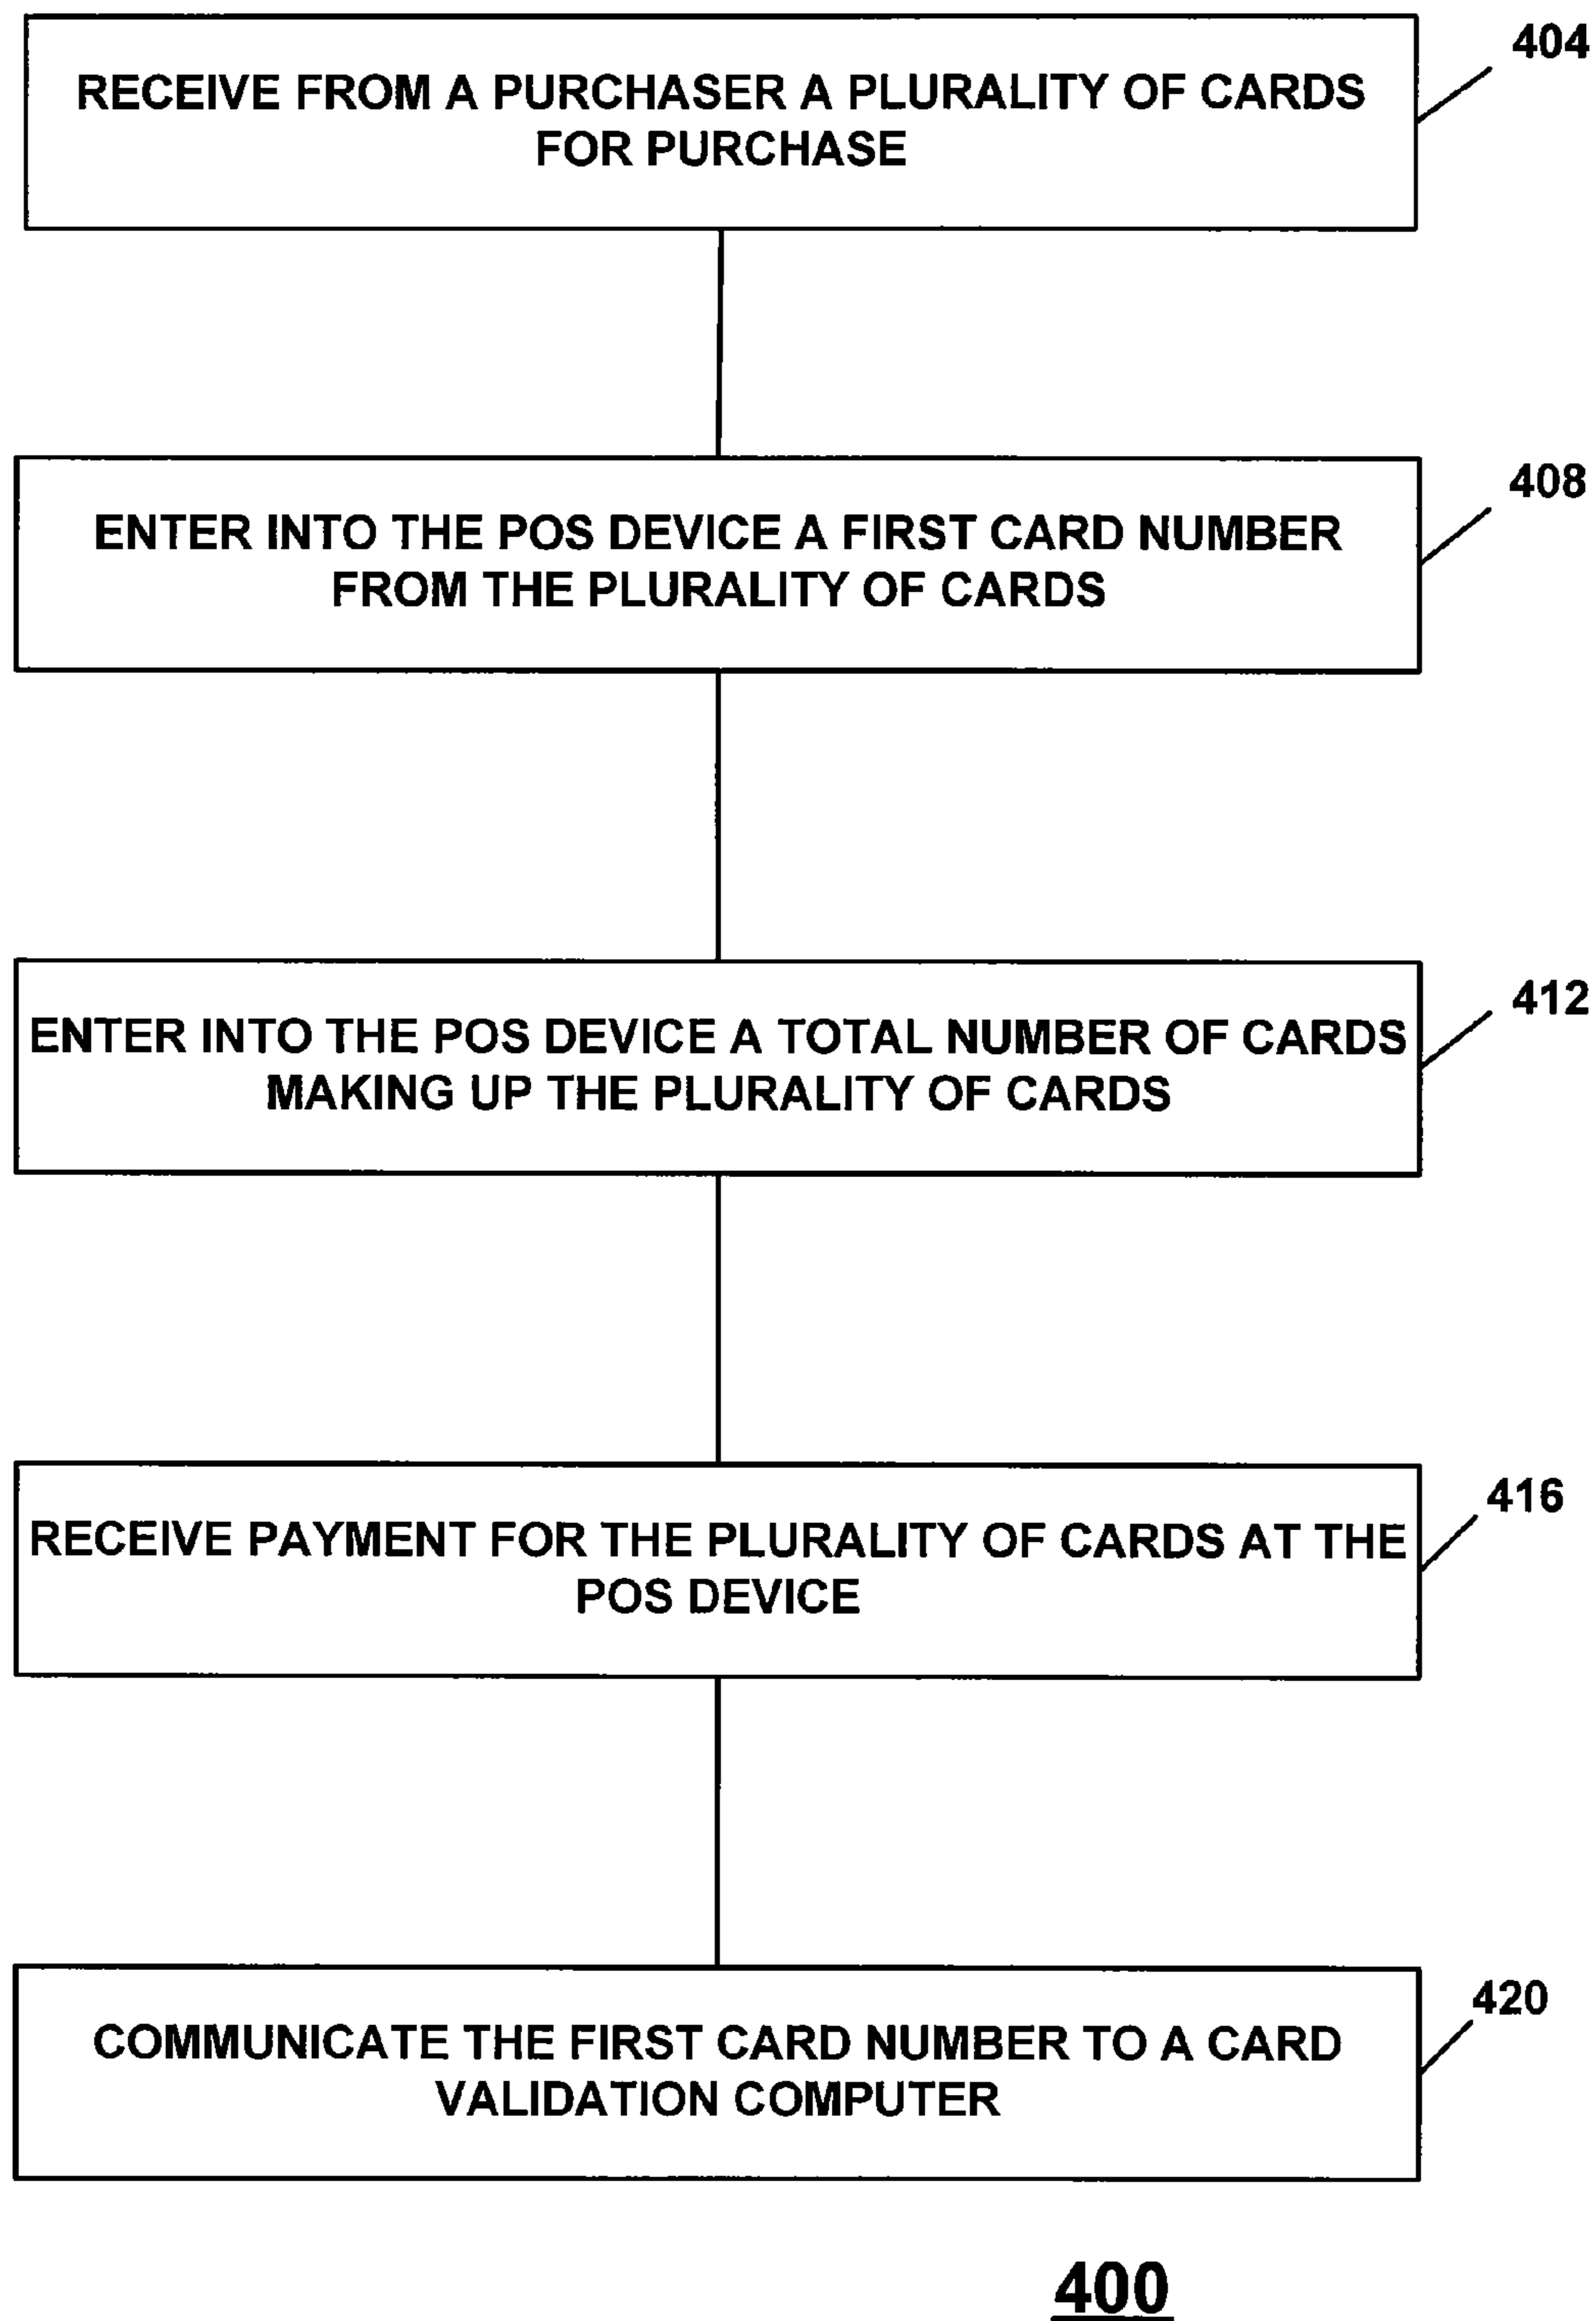 RECEIVE FROM A PURCHASER A PLURALITY OF CARDS
FOR PURCHASE
404
ENTER INTO THE POS DEVICE A FIRST CARD NUMBER
FROM THE PLURALITY OF CARDS
408
ENTER INTO THE POS DEVICE A TOTAL NUMBER OF CARDS
MAKING UP THE PLURALITY OF CARDS
412
RECEIVE PAYMENT FOR THE PLURALITY OF CARDS AT THE
POS DEVICE
416
COMMUNICATE THE FIRST CARD NUMBER TO A CARD
VALIDATION COMPUTER
420
400